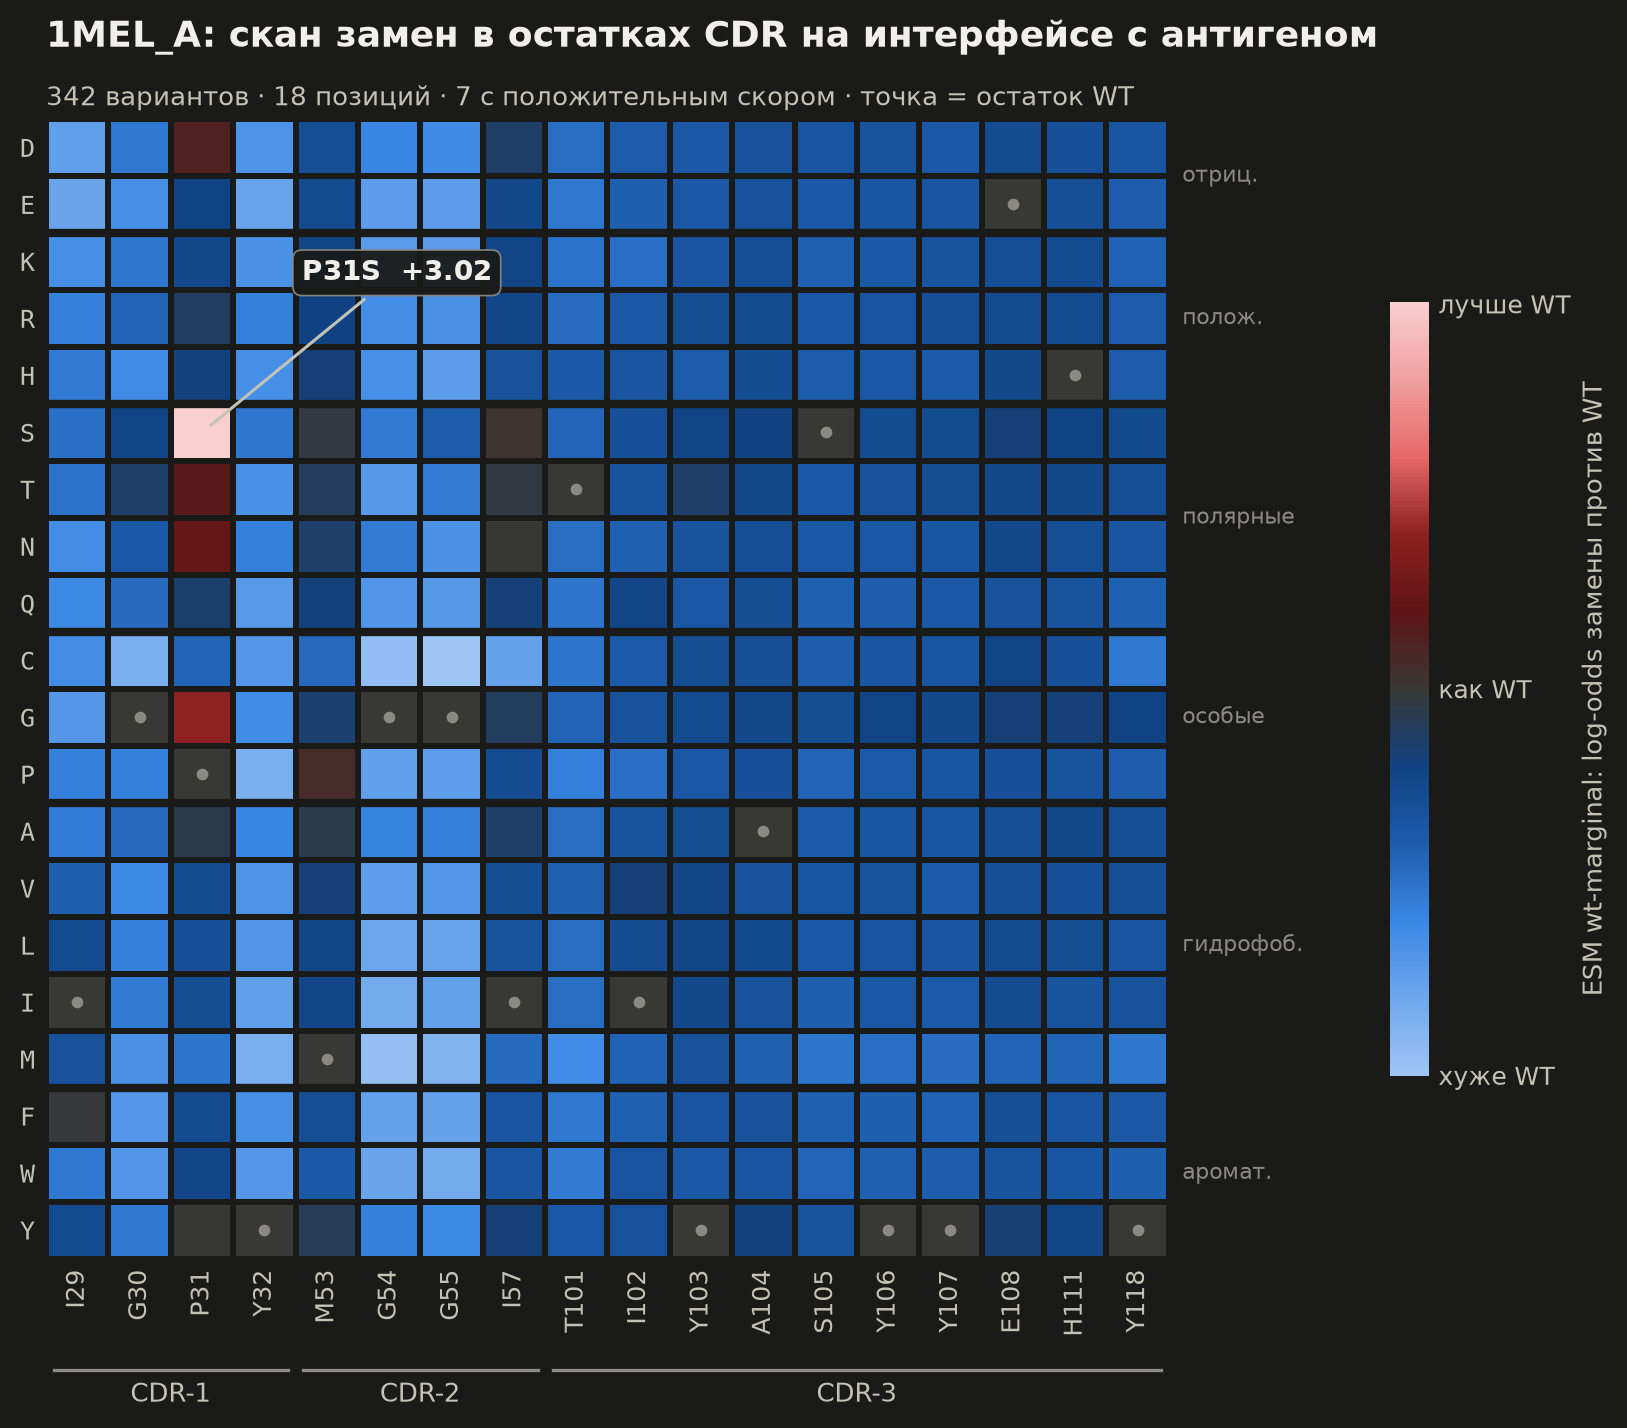 1MEL_A: скан замен в остатках CDR на интерфейсе с антигеном
342 вариантов · 18 позиций · 7 с положительным скором · точка = остаток WT
D
E
K
R
H
S
T
N
Q
C
G
P
A
V
L
I
M
F
W
Y
P31S +3.02
отриц.
полож.
полярные
особые
гидрофоб.
аромат.
I29
G30
P31
Y32
M53
G54
G55
I57
T101
I102
Y103
A104
S105
Y106
Y107
E108
H111
Y118
CDR-1
CDR-2
CDR-3
лучше WT
как WT
хуже WT
ESM wt-marginal: log-odds замены против WT